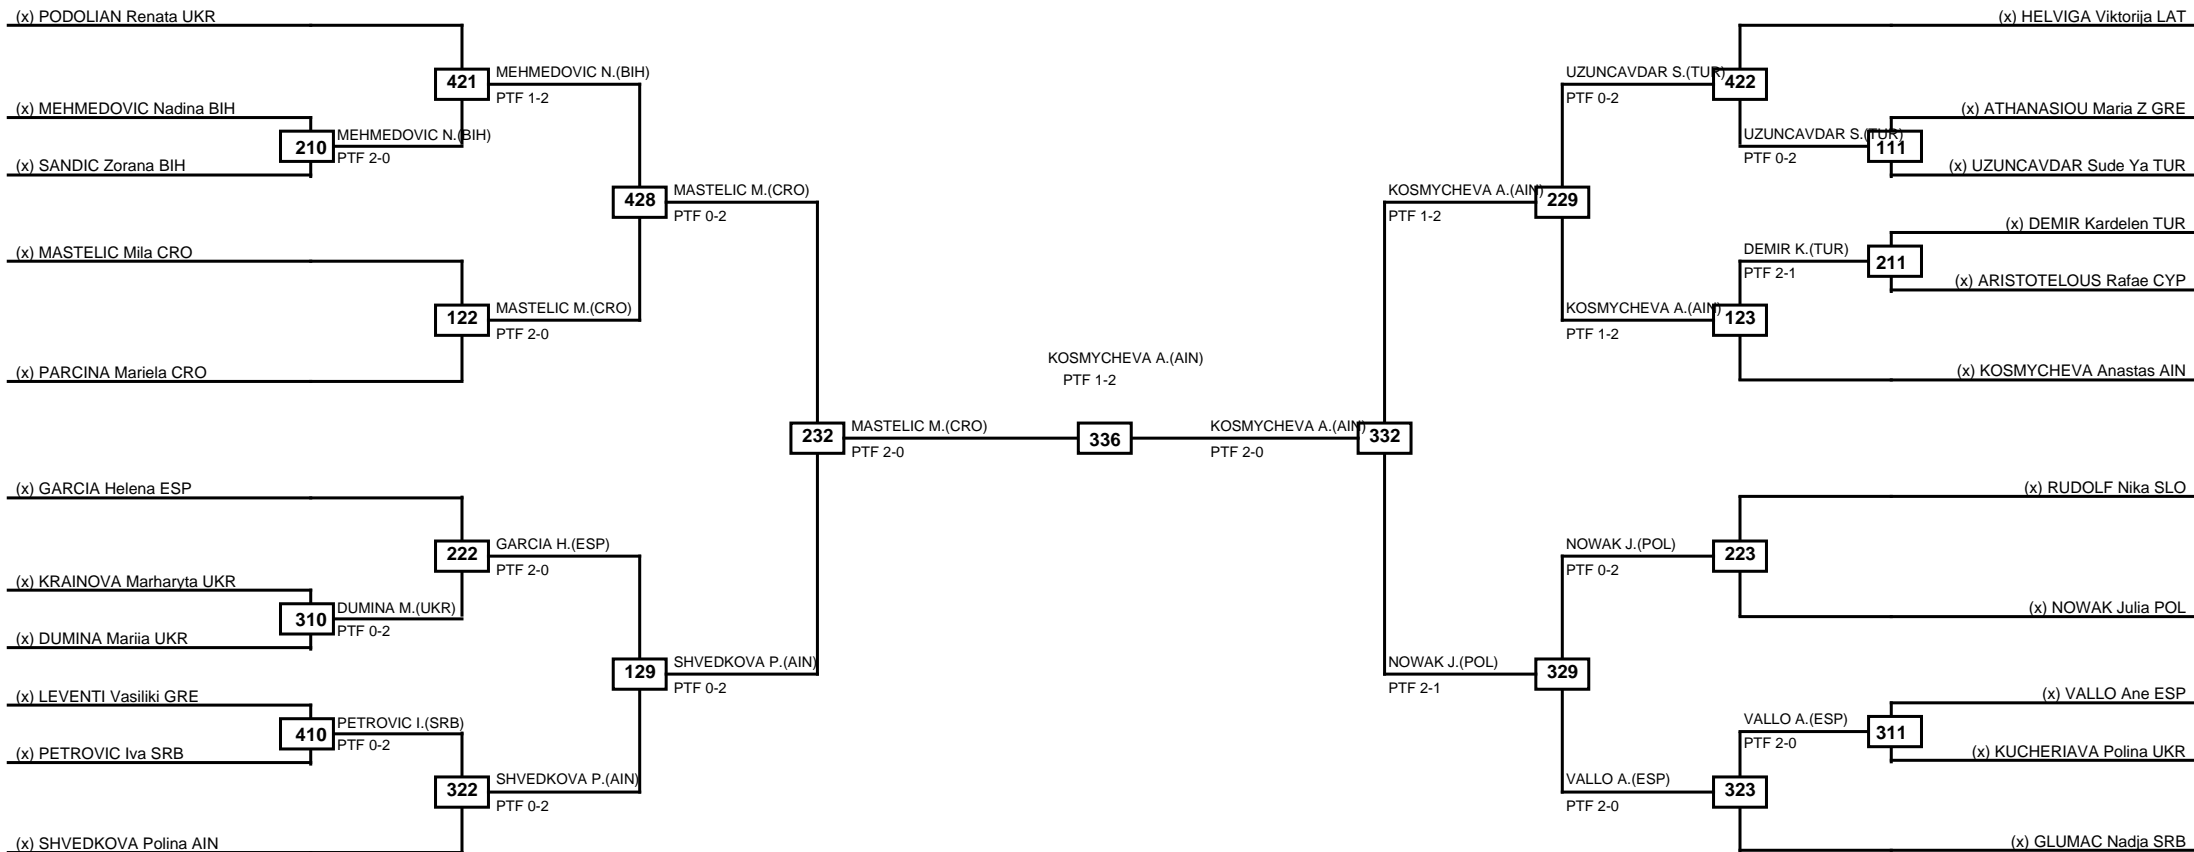 (x) PODOLIAN Renata UKR
(x) HELVIGA Viktorija LAT
421
MEHMEDOVIC N.(BIH)
PTF 1-2
UZUNCAVDAR S.(TUR)
PTF 0-2
422
(x) MEHMEDOVIC Nadina BIH
(x) ATHANASIOU Maria Z GRE
210
MEHMEDOVIC N.(BIH)
PTF 2-0
UZUNCAVDAR S.(TUR)
PTF 0-2
111
(x) SANDIC Zorana BIH
(x) UZUNCAVDAR Sude Ya TUR
428
MASTELIC M.(CRO)
PTF 0-2
KOSMYCHEVA A.(AIN)
PTF 1-2
229
(x) DEMIR Kardelen TUR
(x) MASTELIC Mila CRO
DEMIR K.(TUR)
PTF 2-1
211
(x) ARISTOTELOUS Rafae CYP
122
MASTELIC M.(CRO)
PTF 2-0
KOSMYCHEVA A.(AIN)
PTF 1-2
123
KOSMYCHEVA A.(AIN)
PTF 1-2
(x) PARCINA Mariela CRO
(x) KOSMYCHEVA Anastas AIN
232
MASTELIC M.(CRO)
PTF 2-0
336
KOSMYCHEVA A.(AIN)
PTF 2-0
332
(x) GARCIA Helena ESP
(x) RUDOLF Nika SLO
222
GARCIA H.(ESP)
PTF 2-0
NOWAK J.(POL)
PTF 0-2
223
(x) KRAINOVA Marharyta UKR
310
DUMINA M.(UKR)
PTF 0-2
(x) NOWAK Julia POL
(x) DUMINA Mariia UKR
129
SHVEDKOVA P.(AIN)
PTF 0-2
NOWAK J.(POL)
PTF 2-1
329
(x) LEVENTI Vasiliki GRE
(x) VALLO Ane ESP
410
PETROVIC I.(SRB)
PTF 0-2
VALLO A.(ESP)
PTF 2-0
311
(x) PETROVIC Iva SRB
(x) KUCHERIAVA Polina UKR
322
SHVEDKOVA P.(AIN)
PTF 0-2
VALLO A.(ESP)
PTF 2-0
323
(x) SHVEDKOVA Polina AIN
(x) GLUMAC Nadja SRB